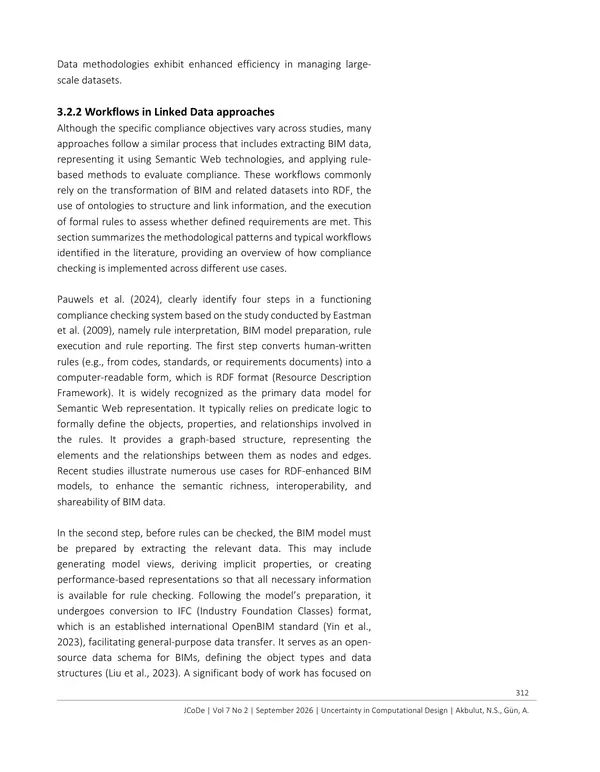 Data methodologies exhibit enhanced efficiency in managing large-
scale datasets.
3.2.2 Workflows in Linked Data approaches
Although the specific compliance objectives vary across studies, many
approaches follow a similar process that includes extracting BIM data,
representing it using Semantic Web technologies, and applying rule-
based methods to evaluate compliance. These workflows commonly
rely on the transformation of BIM and related datasets into RDF, the
use of ontologies to structure and link information, and the execution
of formal rules to assess whether defined requirements are met. This
section summarizes the methodological patterns and typical workflows
identified in the literature, providing an overview of how compliance
checking is implemented across different use cases.
Pauwels et al. (2024), clearly identify four steps in a functioning
compliance checking system based on the study conducted by Eastman
et al. (2009), namely rule interpretation, BIM model preparation, rule
execution and rule reporting. The first step converts human-written
rules (e.g., from codes, standards, or requirements documents) into a
computer-readable form, which is RDF format (Resource Description
Framework). It is widely recognized as the primary data model for
Semantic Web representation. It typically relies on predicate logic to
formally define the objects, properties, and relationships involved in
the rules. It provides a graph-based structure, representing the
elements and the relationships between them as nodes and edges.
Recent studies illustrate numerous use cases for RDF-enhanced BIM
models, to enhance the semantic richness, interoperability, and
shareability of BIM data.
In the second step, before rules can be checked, the BIM model must
be prepared by extracting the relevant data. This may include
generating model views, deriving implicit properties, or creating
performance-based representations so that all necessary information
is available for rule checking. Following the model's preparation, it
undergoes conversion to IFC (Industry Foundation Classes) format,
which is an established international OpenBIM standard (Yin et al.,
2023), facilitating general-purpose data transfer. It serves as an open-
source data schema for BIMs, defining the object types and data
structures (Liu et al., 2023). A significant body of work has focused on
312
JCoDe | Vol 7 No 2 | September 2026 | Uncertainty in Computational Design | Akbulut, N.S., Gün, A.